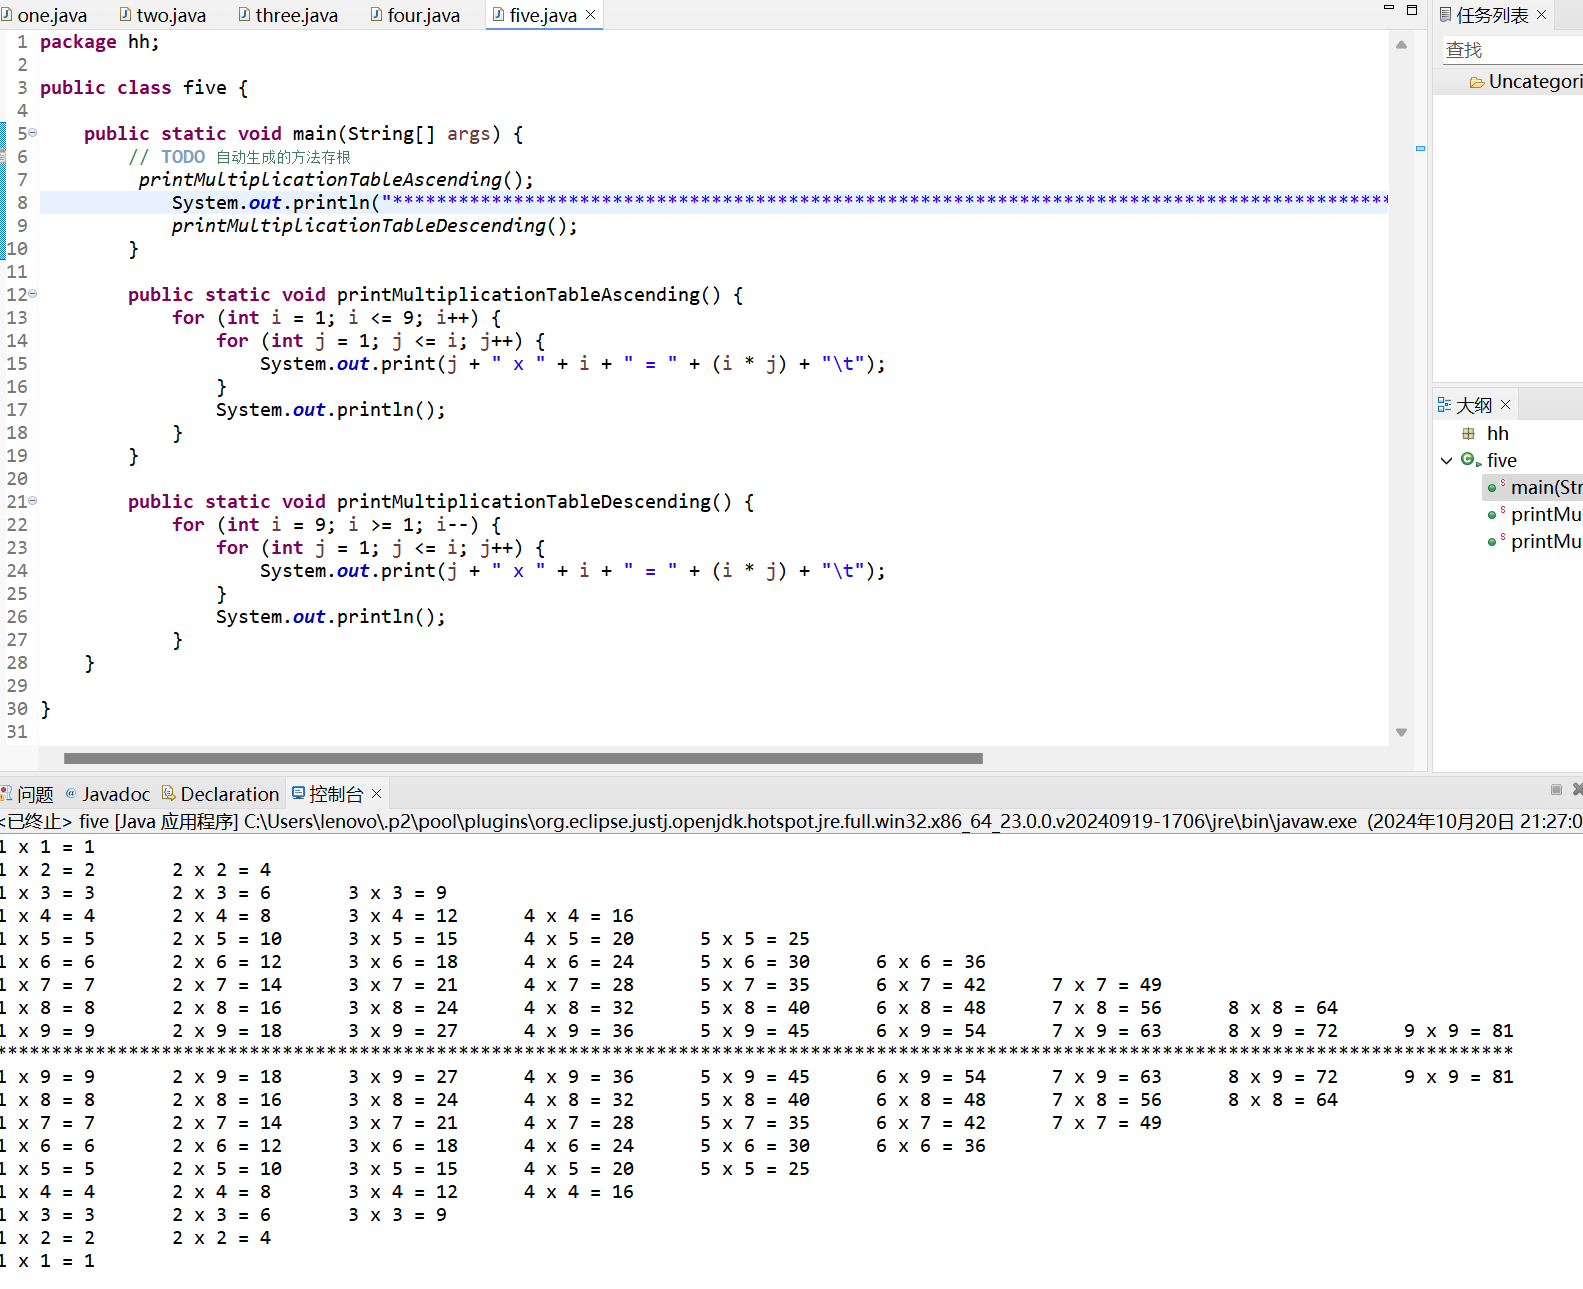 one.java two.java three.java four.java five.java
任务列表
查找
Uncategori
1 package hh;
2
3 public class five {
4
5 public static void main(String[] args) {
6 // TODO 自动生成的方法存根
7 printMultiplicationTableAscending();
8 System.out.println("*******************************************************************************************
9 printMultiplicationTableDescending();
10 }
11
12 public static void printMultiplicationTableAscending() {
13 for (int i = 1; i <= 9; i++) {
14 for (int j = 1; j <= i; j++) {
15 System.out.print(j + " x " + i + " = " + (i * j) + "\t");
16 }
17 System.out.println();
18 }
19 }
20
21 public static void printMultiplicationTableDescending() {
22 for (int i = 9; i >= 1; i--) {
23 for (int j = 1; j <= i; j++) {
24 System.out.print(j + " x " + i + " = " + (i * j) + "\t");
25 }
26 System.out.println();
27 }
28 }
29
30 }
31
大纲
hh
five
main(Str
printMu
printMu
问题 Javadoc Declaration 控制台
<已终止> five [Java 应用程序] C:\Users\lenovo\.p2\pool\plugins\org.eclipse.justj.openjdk.hotspot.jre.full.win32.x86_64_23.0.0.v20240919-1706\jre\bin\javaw.exe (2024年10月20日 21:27:0
1 x 1 = 1
1 x 2 = 2 2 x 2 = 4
1 x 3 = 3 2 x 3 = 6 3 x 3 = 9
1 x 4 = 4 2 x 4 = 8 3 x 4 = 12 4 x 4 = 16
1 x 5 = 5 2 x 5 = 10 3 x 5 = 15 4 x 5 = 20 5 x 5 = 25
1 x 6 = 6 2 x 6 = 12 3 x 6 = 18 4 x 6 = 24 5 x 6 = 30 6 x 6 = 36
1 x 7 = 7 2 x 7 = 14 3 x 7 = 21 4 x 7 = 28 5 x 7 = 35 6 x 7 = 42 7 x 7 = 49
1 x 8 = 8 2 x 8 = 16 3 x 8 = 24 4 x 8 = 32 5 x 8 = 40 6 x 8 = 48 7 x 8 = 56 8 x 8 = 64
1 x 9 = 9 2 x 9 = 18 3 x 9 = 27 4 x 9 = 36 5 x 9 = 45 6 x 9 = 54 7 x 9 = 63 8 x 9 = 72 9 x 9 = 81
******************************************************************************************************************************************
1 x 9 = 9 2 x 9 = 18 3 x 9 = 27 4 x 9 = 36 5 x 9 = 45 6 x 9 = 54 7 x 9 = 63 8 x 9 = 72 9 x 9 = 81
1 x 8 = 8 2 x 8 = 16 3 x 8 = 24 4 x 8 = 32 5 x 8 = 40 6 x 8 = 48 7 x 8 = 56 8 x 8 = 64
1 x 7 = 7 2 x 7 = 14 3 x 7 = 21 4 x 7 = 28 5 x 7 = 35 6 x 7 = 42 7 x 7 = 49
1 x 6 = 6 2 x 6 = 12 3 x 6 = 18 4 x 6 = 24 5 x 6 = 30 6 x 6 = 36
1 x 5 = 5 2 x 5 = 10 3 x 5 = 15 4 x 5 = 20 5 x 5 = 25
1 x 4 = 4 2 x 4 = 8 3 x 4 = 12 4 x 4 = 16
1 x 3 = 3 2 x 3 = 6 3 x 3 = 9
1 x 2 = 2 2 x 2 = 4
1 x 1 = 1